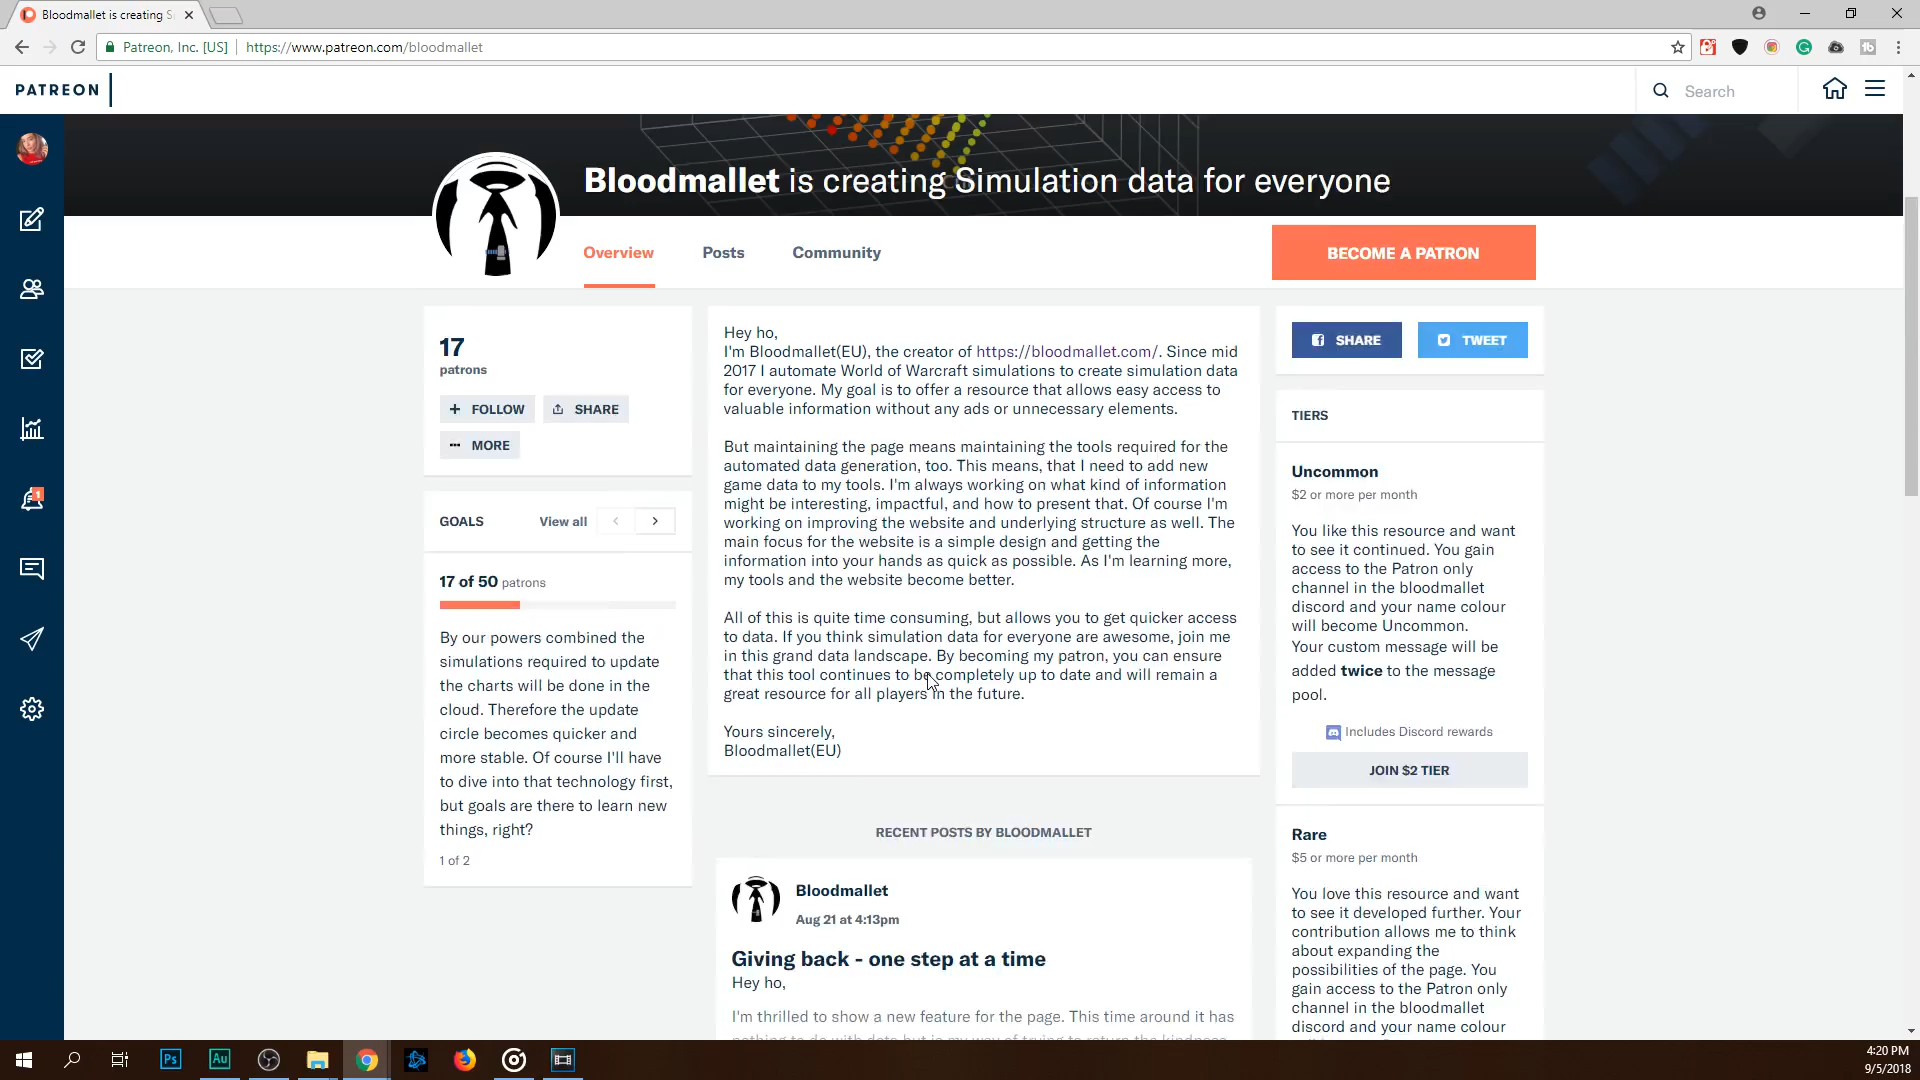 Bloodmallet is creating S
Patreon, Inc. [US]
https://www.patreon.com/bloodmallet
PATREON
Search
Bloodmallet is creating Simulation data for everyone
Overview
Posts
Community
BECOME A PATRON
17
patrons
FOLLOW
SHARE
MORE
GOALS
View all
17 of 50 patrons
By our powers combined the
simulations required to update
the charts will be done in the
cloud. Therefore the update
circle becomes quicker and
more stable. Of course I'll have
to dive into that technology first,
but goals are there to learn new
things, right?
1 of 2
Hey ho,
I'm Bloodmallet(EU), the creator of https://bloodmallet.com/. Since mid
2017 I automate World of Warcraft simulations to create simulation data
for everyone. My goal is to offer a resource that allows easy access to
valuable information without any ads or unnecessary elements.
But maintaining the page means maintaining the tools required for the
automated data generation, too. This means, that I need to add new
game data to my tools. I'm always working on what kind of information
might be interesting, impactful, and how to present that. Of course I'm
working on improving the website and underlying structure as well. The
main focus for the website is a simple design and getting the
information into your hands as quick as possible. As I'm learning more,
my tools and the website become better.
All of this is quite time consuming, but allows you to get quicker access
to data. If you think simulation data for everyone are awesome, join me
in this grand data landscape. By becoming my patron, you can ensure
that this tool continues to be completely up to date and will remain a
great resource for all players in the future.
Yours sincerely,
Bloodmallet(EU)
RECENT POSTS BY BLOODMALLET
Bloodmallet
Aug 21 at 4:13pm
Giving back - one step at a time
Hey ho,
I'm thrilled to show a new feature for the page. This time around it has
nothing to do with data but is my way of trying to return the kindness
SHARE
TWEET
TIERS
Uncommon
$2 or more per month
You like this resource and want
to see it continued. You gain
access to the Patron only
channel in the bloodmallet
discord and your name colour
will become Uncommon.
Your custom message will be
added twice to the message
pool.
Includes Discord rewards
JOIN $2 TIER
Rare
$5 or more per month
You love this resource and want
to see it developed further. Your
contribution allows me to think
about expanding the
possibilities of the page. You
gain access to the Patron only
channel in the bloodmallet
discord and your name colour
1
Ps
Au
4:20 PM
9/5/2018